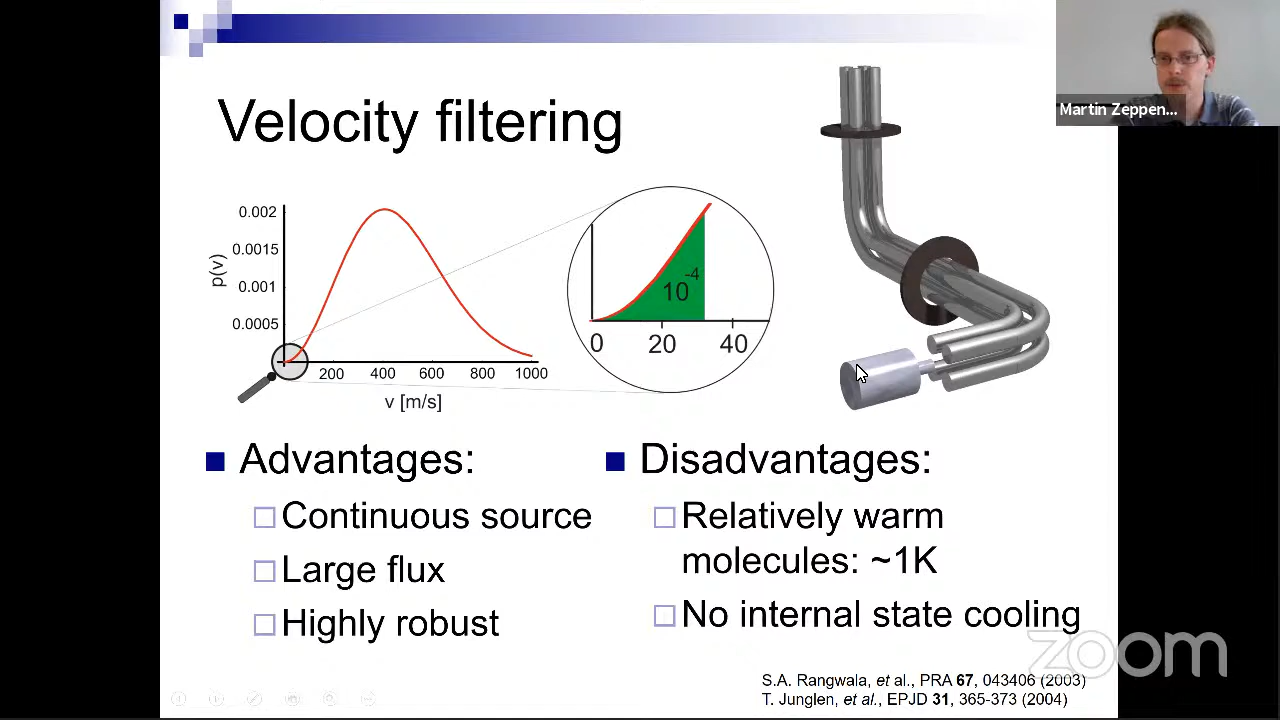 Martin Zeppen...
Velocity filtering
0.002
0.0015
0.001
0.0005
p(v)
200 400 600 800 1000
v [m/s]
10-4
0 20 40
Advantages:
Continuous source
Large flux
Highly robust
Disadvantages:
Relatively warm
molecules: ~1K
No internal state cooling
zoom
S.A. Rangwala, et al., PRA 67, 043406 (2003)
T. Junglen, et al., EPJD 31, 365-373 (2004)